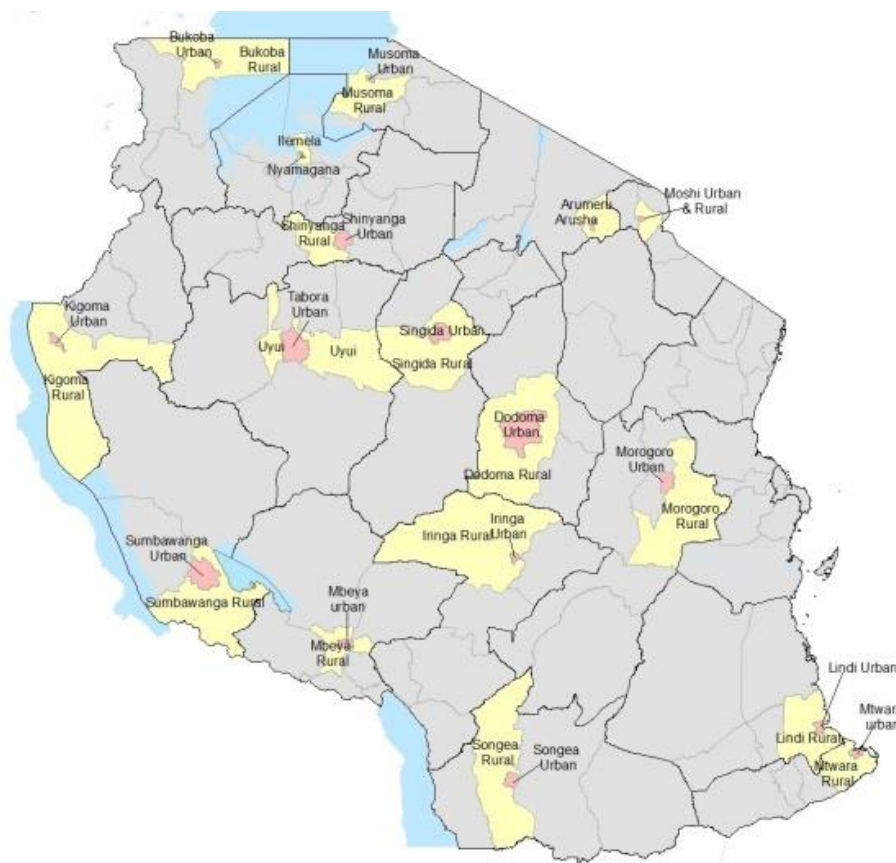 Bukoba
Urban
Bukoba
Rural
Musoma
Urban
Musoma
Rural
Ilemela
Nyamagana
Arumeru
Arusha
Moshi Urban
& Rural
Shinyanga
Rural
Shinyanga
Urban
Kigoma
Urban
Tabora
Urban
Singida Urban
Uyui
Uyui
Singida Rural
Kigoma
Rural
Dodoma
Urban
Dodoma Rural
Morogoro
Urban
Morogoro
Rural
Iringa
Urban
Iringa Rural
Sumbawanga
Urban
Sumbawanga Rural
Mbeya
urban
Mbeya
Rural
Lindi Urban
Mtwara
urban
Lindi Rural
Mtwara
Rural
Songea
Rural
Songea
Urban